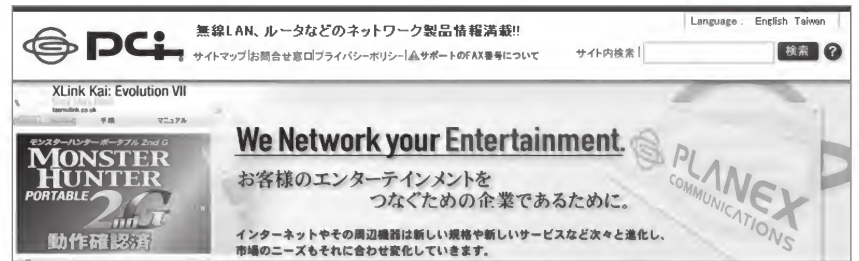 PCi
無線LAN、ルータなどのネットワーク製品情報満載!!
Language : English Taiwan
サイトマップ|お問合せ窓口|プライバシーポリシー|⚠サポートのFAX番号について
サイト内検索
検索 ?
XLink Kai: Evolution VII
teamxlink.co.uk
手順 マニュアル
モンスターハンターポータブル 2nd G
MONSTER
HUNTER
PORTABLE
2nd G
動作確認済
We Network your Entertainment.
お客様のエンターテインメントを
つなぐための企業であるために。
インターネットやその周辺機器は新しい規格や新しいサービスなど次々と進化し、
市場のニーズもそれに合わせ変化していきます。
PLANEX
COMMUNICATIONS